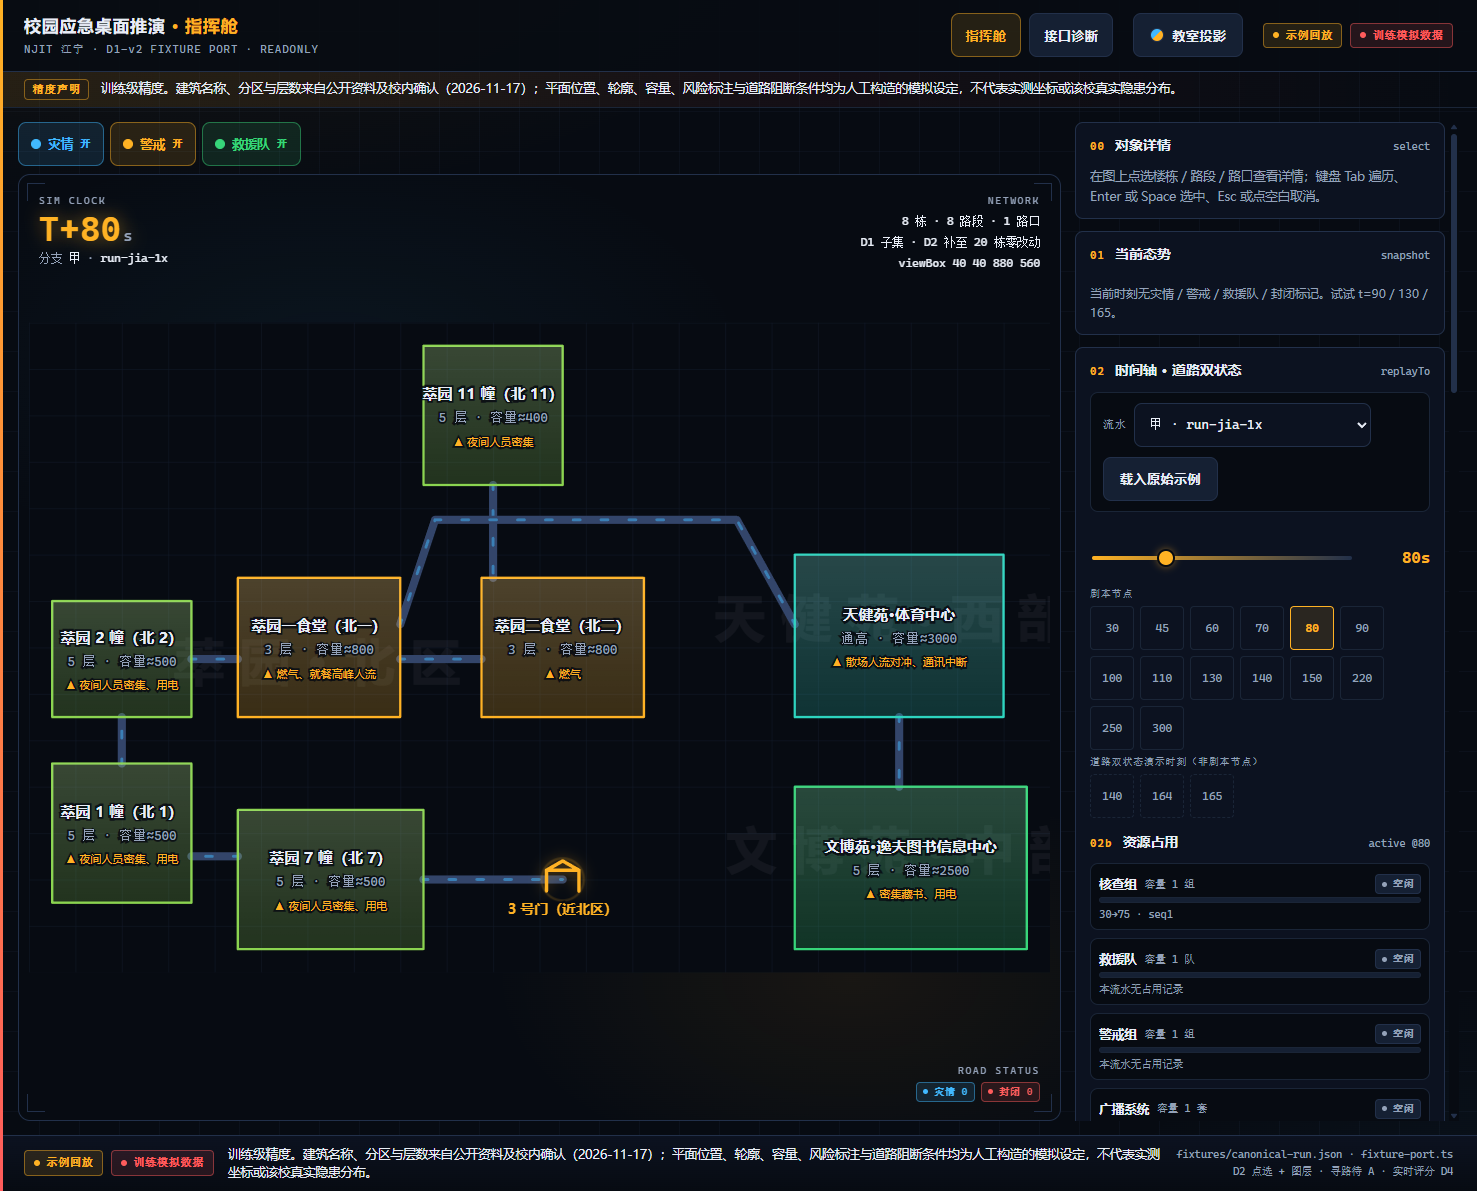 校园应急桌面推演 · 指挥舱
NJIT 江宁 · D1-v2 FIXTURE PORT · READONLY
指挥舱
接口诊断
教室投影
示例回放
训练模拟数据
精度声明
训练级精度。建筑名称、分区与层数来自公开资料及校内确认（2026-11-17）；平面位置、轮廓、容量、风险标注与道路阻断条件均为人工构造的模拟设定，不代表实测坐标或该校真实隐患分布。
灾情 开
警戒 开
救援队 开
SIM CLOCK
T+80s
分支 甲 · run-jia-1x
NETWORK
8 栋 · 8 路段 · 1 路口
D1 子集 · D2 补至 20 栋零改动
viewBox 40 40 880 560
萃园 11 幢（北 11）
5 层 · 容量≈400
▲ 夜间人员密集
萃园 2 幢（北 2）
5 层 · 容量≈500
▲ 夜间人员密集、用电
萃园一食堂（北一）
3 层 · 容量≈800
▲ 燃气、就餐高峰人流
萃园二食堂（北二）
3 层 · 容量≈800
▲ 燃气
天健苑·体育中心
通高 · 容量≈3000
▲ 散场人流对冲、通讯中断
萃园 1 幢（北 1）
5 层 · 容量≈500
▲ 夜间人员密集、用电
萃园 7 幢（北 7）
5 层 · 容量≈500
▲ 夜间人员密集、用电
3 号门（近北区）
文博苑·逸夫图书信息中心
5 层 · 容量≈2500
▲ 密集藏书、用电
ROAD STATUS
灾情 0
封闭 0
00 对象详情
select
在图上点选楼栋 / 路段 / 路口查看详情；键盘 Tab 遍历、
Enter 或 Space 选中、Esc 或点空白取消。
01 当前态势
snapshot
当前时刻无灾情 / 警戒 / 救援队 / 封闭标记。试试 t=90 / 130 /
165。
02 时间轴 · 道路双状态
replayTo
流水
甲 · run-jia-1x
载入原始示例
80s
剧本节点
30 45 60 70 80 90
100 110 130 140 150 220
250 300
道路双状态演示时刻（非剧本节点）
140 164 165
02b 资源占用
active @80
核查组 容量 1 组
空闲
30→75 · seq1
救援队 容量 1 队
空闲
本流水无占用记录
警戒组 容量 1 组
空闲
本流水无占用记录
广播系统 容量 1 套
空闲
示例回放
训练模拟数据
训练级精度。建筑名称、分区与层数来自公开资料及校内确认（2026-11-17）；平面位置、轮廓、容量、风险标注与道路阻断条件均为人工构造的模拟设定，不代表实测
坐标或该校真实隐患分布。
fixtures/canonical-run.json · fixture-port.ts
D2 点选 + 图层 · 寻路待 A · 实时评分 D4